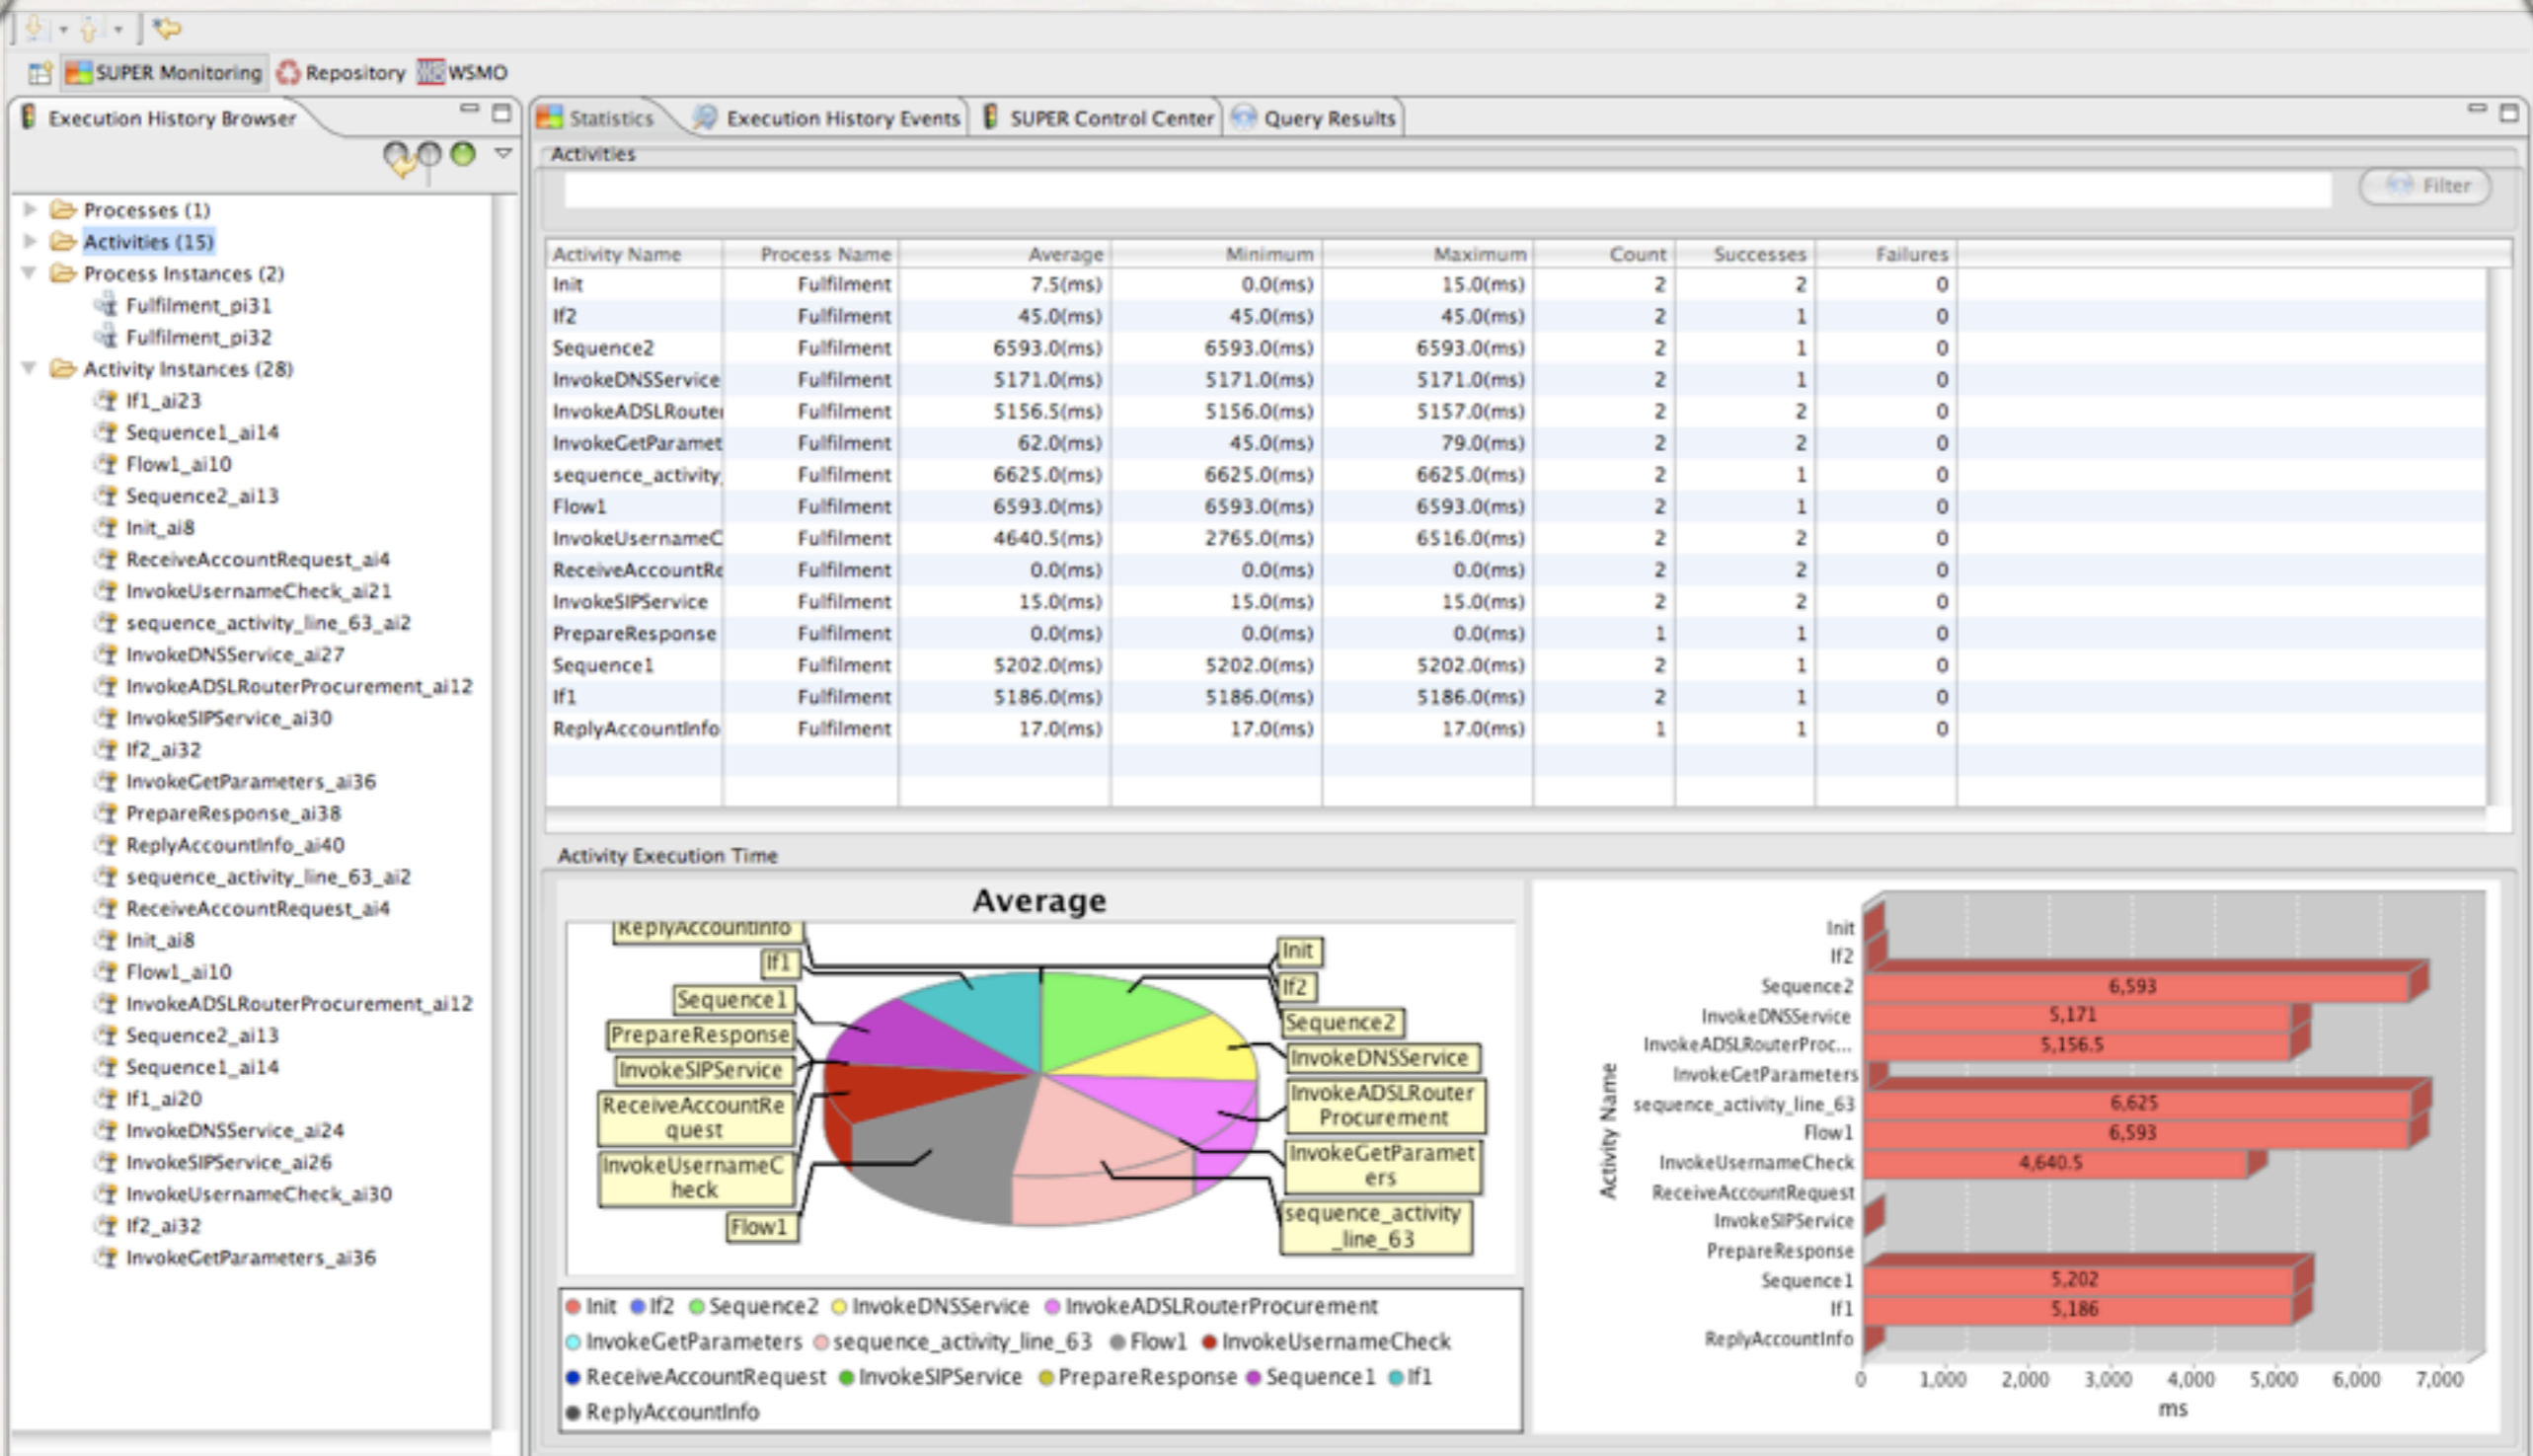 SUPER Monitoring Repository WSMO
Execution History Browser
Processes (1)
Activities (15)
Process Instances (2)
Fulfilment_pi31
Fulfilment_pi32
Activity Instances (28)
If1_ai23
Sequence1_ai14
Flow1_ai10
Sequence2_ai13
Init_ai8
ReceiveAccountRequest_ai4
InvokeUsernameCheck_ai21
sequence_activity_line_63_ai2
InvokeDNSService_ai27
InvokeADSLRouterProcurement_ai12
InvokeSIPService_ai30
If2_ai32
InvokeGetParameters_ai36
PrepareResponse_ai38
ReplyAccountInfo_ai40
sequence_activity_line_63_ai2
ReceiveAccountRequest_ai4
Init_ai8
Flow1_ai10
InvokeADSLRouterProcurement_ai12
Sequence2_ai13
Sequence1_ai14
If1_ai20
InvokeDNSService_ai24
InvokeSIPService_ai26
InvokeUsernameCheck_ai30
If2_ai32
InvokeGetParameters_ai36
Statistics Execution History Events SUPER Control Center Query Results
Activities
Filter
Activity Name Process Name Average Minimum Maximum Count Successes Failures
Init Fulfilment 7.5(ms) 0.0(ms) 15.0(ms) 2 2 0
If2 Fulfilment 45.0(ms) 45.0(ms) 45.0(ms) 2 1 0
Sequence2 Fulfilment 6593.0(ms) 6593.0(ms) 6593.0(ms) 2 1 0
InvokeDNSService Fulfilment 5171.0(ms) 5171.0(ms) 5171.0(ms) 2 1 0
InvokeADSLRouter Fulfilment 5156.5(ms) 5156.0(ms) 5157.0(ms) 2 2 0
InvokeGetParamet Fulfilment 62.0(ms) 45.0(ms) 79.0(ms) 2 2 0
sequence_activity_ Fulfilment 6625.0(ms) 6625.0(ms) 6625.0(ms) 2 1 0
Flow1 Fulfilment 6593.0(ms) 6593.0(ms) 6593.0(ms) 2 1 0
InvokeUsernameC Fulfilment 4640.5(ms) 2765.0(ms) 6516.0(ms) 2 2 0
ReceiveAccountRe Fulfilment 0.0(ms) 0.0(ms) 0.0(ms) 2 2 0
InvokeSIPService Fulfilment 15.0(ms) 15.0(ms) 15.0(ms) 2 2 0
PrepareResponse Fulfilment 0.0(ms) 0.0(ms) 0.0(ms) 1 1 0
Sequence1 Fulfilment 5202.0(ms) 5202.0(ms) 5202.0(ms) 2 1 0
If1 Fulfilment 5186.0(ms) 5186.0(ms) 5186.0(ms) 2 1 0
ReplyAccountInfo Fulfilment 17.0(ms) 17.0(ms) 17.0(ms) 1 1 0
Activity Execution Time
Average
ReplyAccountInfo
If1
Sequence1
PrepareResponse
InvokeSIPService
ReceiveAccountRe
quest
InvokeUsernameC
heck
Flow1
Init
If2
Sequence2
InvokeDNSService
InvokeADSLRouter
Procurement
InvokeGetParamet
ers
sequence_activity
_line_63
Init If2 Sequence2 InvokeDNSService InvokeADSLRouterProcurement
InvokeGetParameters sequence_activity_line_63 Flow1 InvokeUsernameCheck
ReceiveAccountRequest InvokeSIPService PrepareResponse Sequence1 If1
ReplyAccountInfo
Activity Name
Init
If2
Sequence2 6,593
InvokeDNSService 5,171
InvokeADSLRouterProc... 5,156.5
InvokeGetParameters
sequence_activity_line_63 6,625
Flow1 6,593
InvokeUsernameCheck 4,640.5
ReceiveAccountRequest
InvokeSIPService
PrepareResponse
Sequence1 5,202
If1 5,186
ReplyAccountInfo
0 1,000 2,000 3,000 4,000 5,000 6,000 7,000
ms